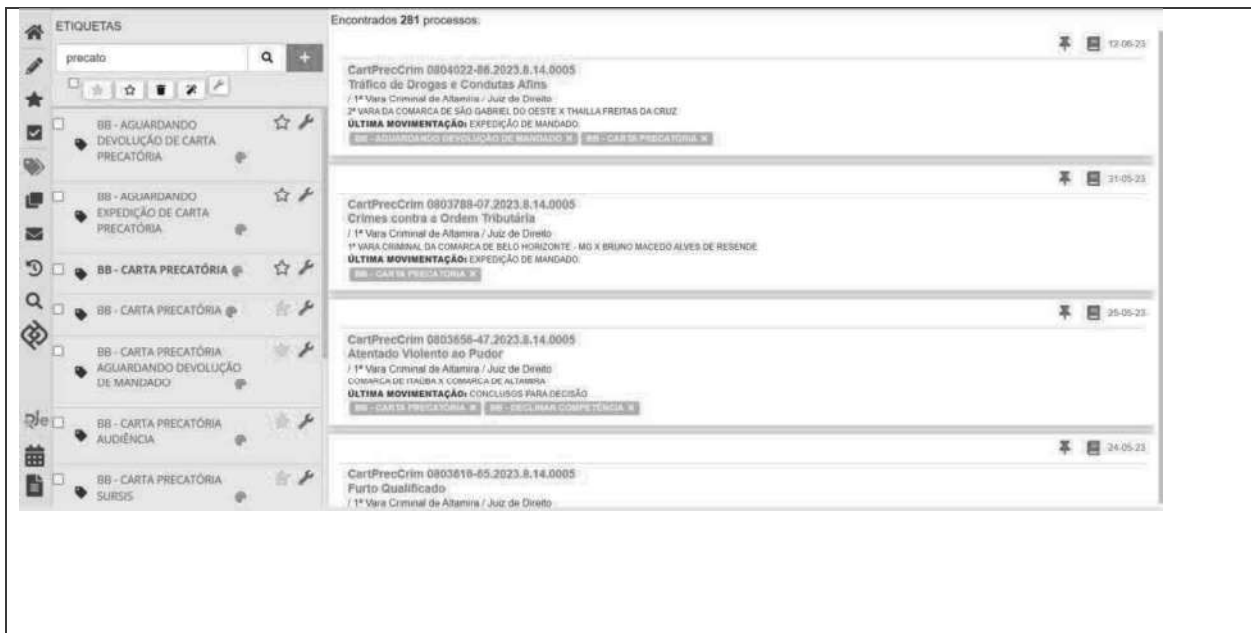 ETIQUETAS
precato
BB - AGUARDANDO
DEVOLUÇÃO DE CARTA
PRECATÓRIA
BB - AGUARDANDO
EXPEDIÇÃO DE CARTA
PRECATÓRIA
BB - CARTA PRECATÓRIA
BB - CARTA PRECATÓRIA
BB - CARTA PRECATÓRIA
AGUARDANDO DEVOLUÇÃO
DE MANDADO
BB - CARTA PRECATÓRIA
AUDIÊNCIA
BB - CARTA PRECATÓRIA
SURSIS
Encontrados 281 processos.
12-06-23
CartPrecCrim 0804022-86.2023.8.14.0005
Tráfico de Drogas e Condutas Afins
/ 1ª Vara Criminal de Altamira / Juiz de Direito
2ª VARA DA COMARCA DE SÃO GABRIEL DO OESTE X THAILLA FREITAS DA CRUZ
ÚLTIMA MOVIMENTAÇÃO: EXPEDIÇÃO DE MANDADO.
BB - AGUARDANDO DEVOLUÇÃO DE MANDADO × BB - CARTA PRECATÓRIA ×
31-05-23
CartPrecCrim 0803788-07.2023.8.14.0005
Crimes contra a Ordem Tributária
/ 1ª Vara Criminal de Altamira / Juiz de Direito
1ª VARA CRIMINAL DA COMARCA DE BELO HORIZONTE - MG X BRUNO MACEDO ALVES DE RESENDE
ÚLTIMA MOVIMENTAÇÃO: EXPEDIÇÃO DE MANDADO.
BB - CARTA PRECATÓRIA ×
25-05-23
CartPrecCrim 0803656-47.2023.8.14.0005
Atentado Violento ao Pudor
/ 1ª Vara Criminal de Altamira / Juiz de Direito
COMARCA DE ITAÚBA X COMARCA DE ALTAMIRA
ÚLTIMA MOVIMENTAÇÃO: CONCLUSOS PARA DECISÃO
BB - CARTA PRECATÓRIA × BB - DECLINAR COMPETÊNCIA ×
24-05-23
CartPrecCrim 0803618-65.2023.8.14.0005
Furto Qualificado
/ 1ª Vara Criminal de Altamira / Juiz de Direito